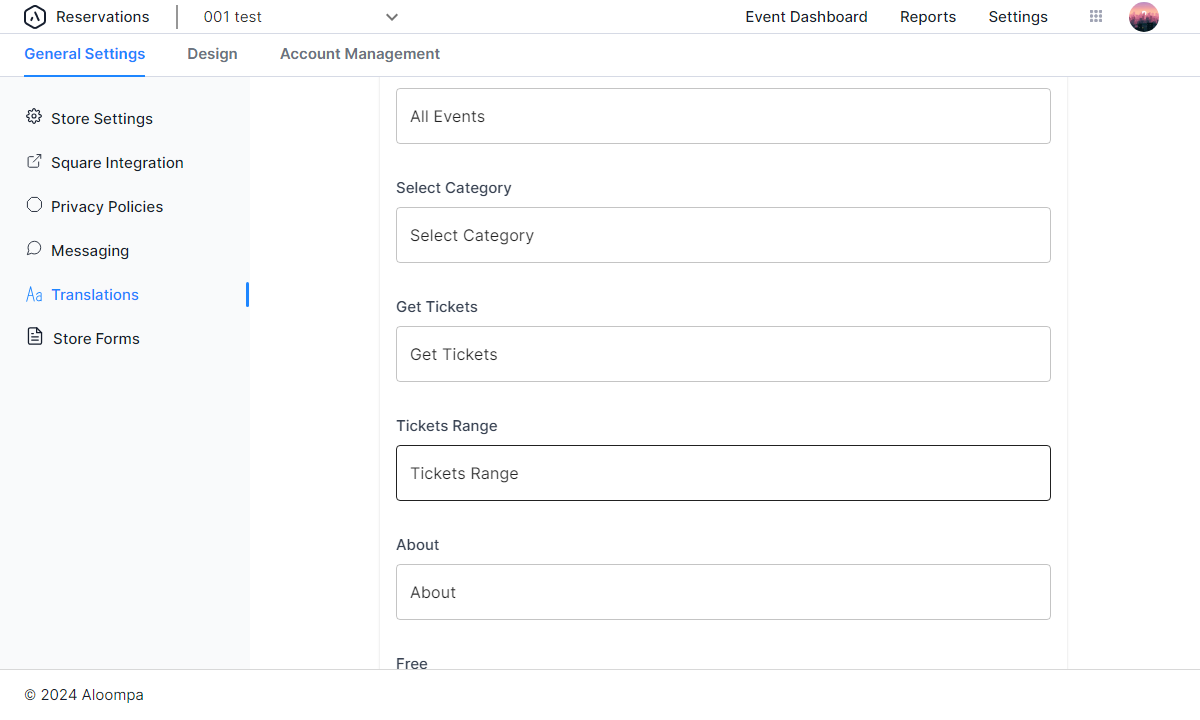 Reservations
001 test
Event Dashboard
Reports
Settings
General Settings
Design
Account Management
Store Settings
Square Integration
Privacy Policies
Messaging
Aa Translations
Store Forms
All Events
Select Category
Select Category
Get Tickets
Get Tickets
Tickets Range
Tickets Range
About
About
Free
© 2024 Aloompa